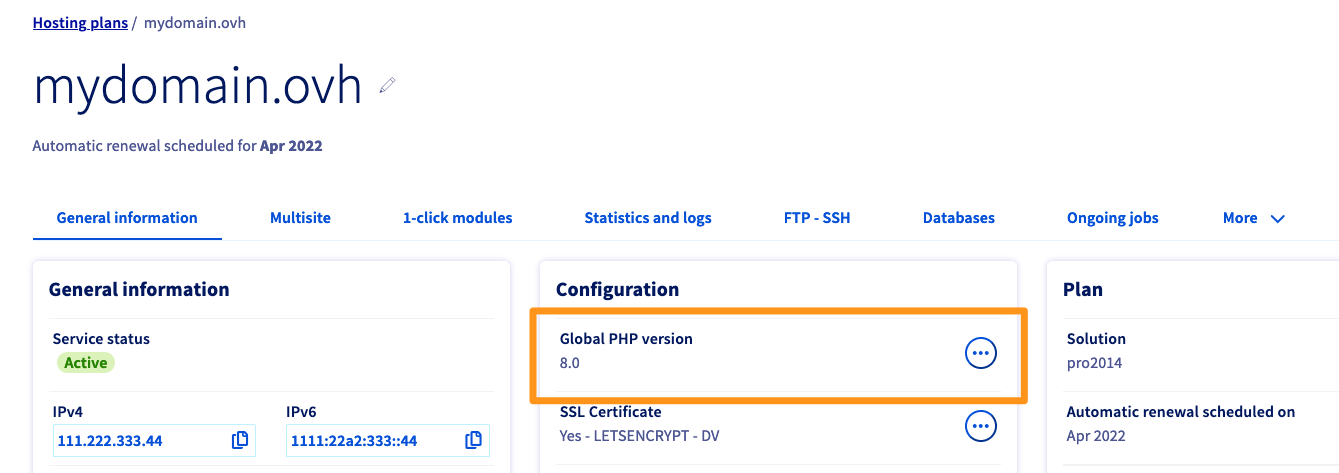 Hosting plans / mydomain.ovh
mydomain.ovh
Automatic renewal scheduled for Apr 2022
General information Multisite 1-click modules Statistics and logs FTP - SSH Databases Ongoing jobs More
General information
Service status
Active
IPv4 IPv6
111.222.333.44 1111:22a2:333::44
Configuration
Global PHP version
8.0
SSL Certificate
Yes - LETSENCRYPT - DV
Plan
Solution
pro2014
Automatic renewal scheduled on
Apr 2022